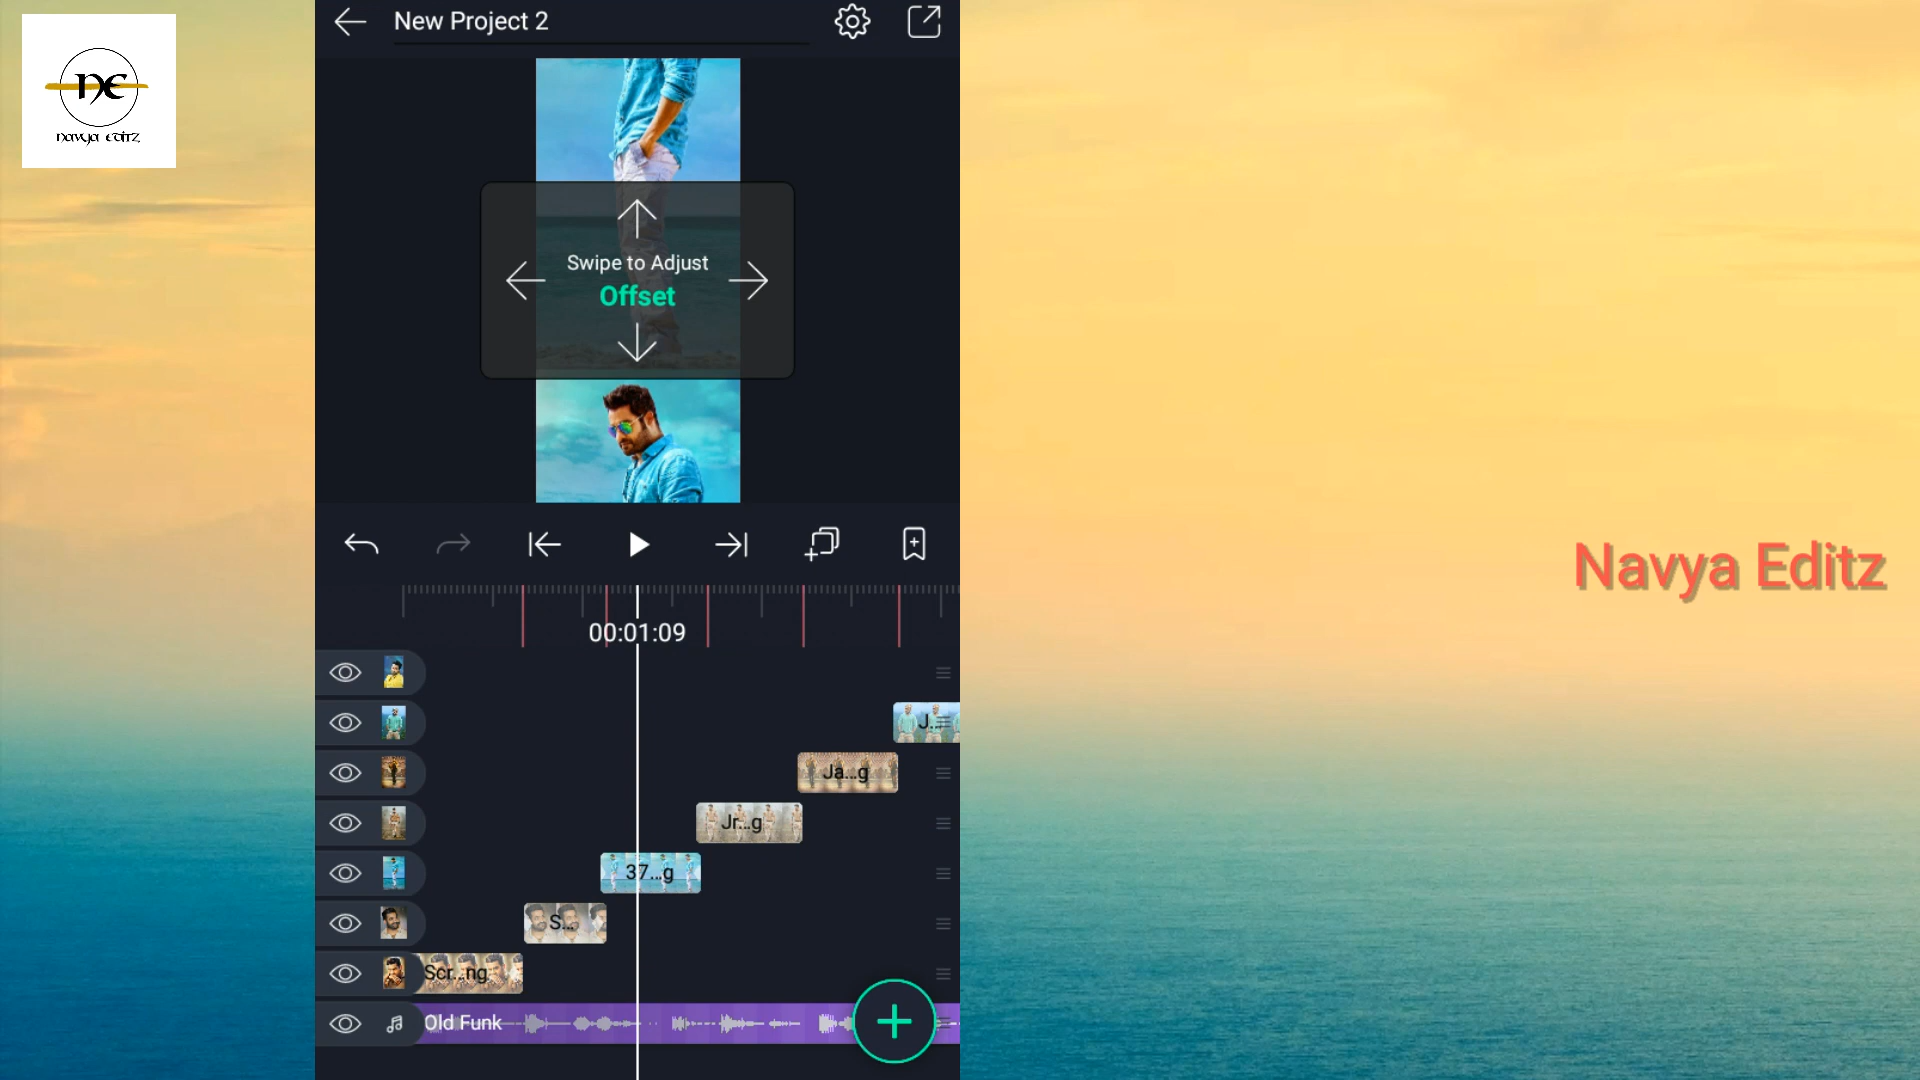 NE
Navya Editz
New Project 2
Swipe to Adjust
Offset
00:01:09
J...
Ja...g
Jr...g
37...g
S...
Scr...ng
Old Funk
Navya Editz